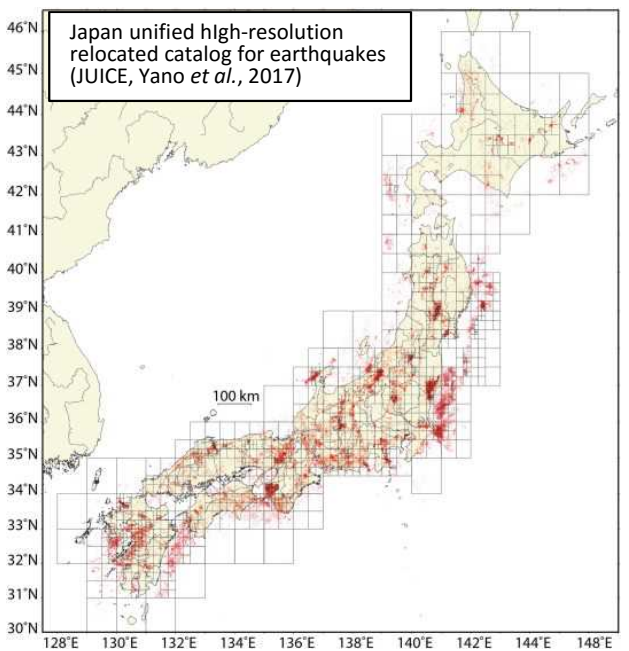 Japan unified hIgh-resolution
relocated catalog for earthquakes
(JUICE, Yano et al., 2017)
46°N
45°N
44°N
43°N
42°N
41°N
40°N
39°N
38°N
37°N
36°N
35°N
34°N
33°N
32°N
31°N
30°N
100 km
128°E 130°E 132°E 134°E 136°E 138°E 140°E 142°E 144°E 146°E 148°E